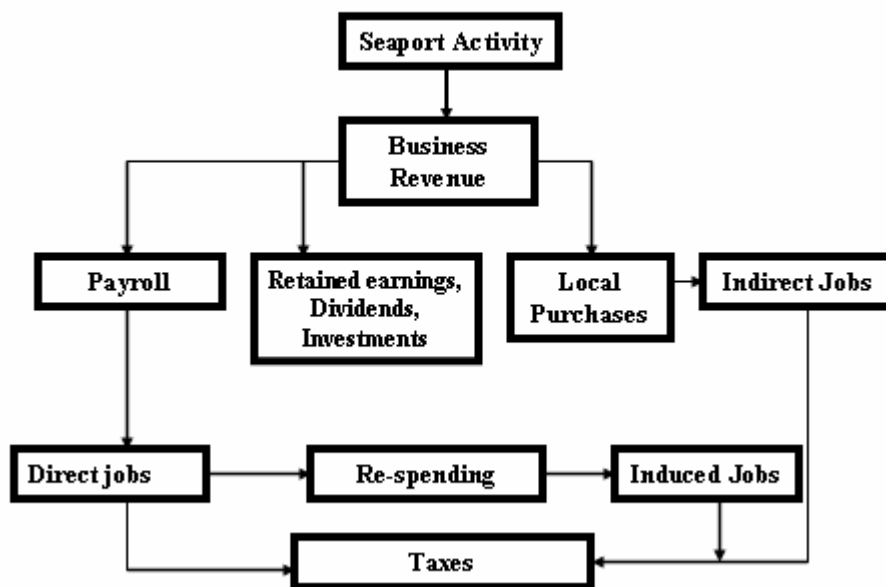 Seaport Activity
Business
Revenue
Payroll
Retained earnings,
Dividends,
Investments
Local
Purchases
Indirect Jobs
Direct jobs
Re-spending
Induced Jobs
Taxes